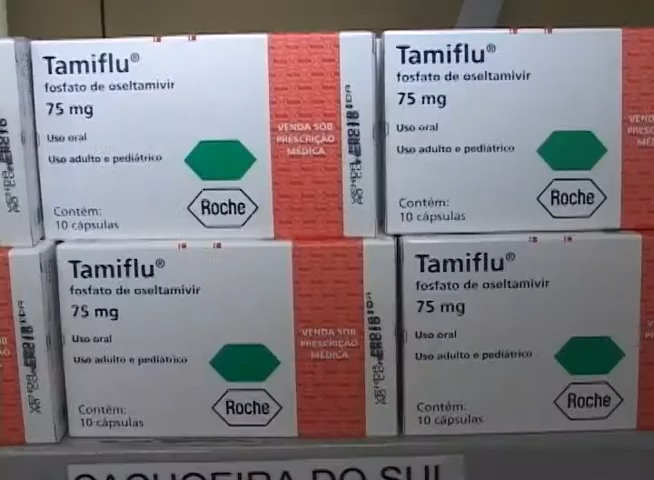 Tamiflu®
fosfato de oseltamivir
75 mg
Uso oral
Uso adulto e pediátrico
Roche
Contém:
10 cápsulas
VENDA SOB
PRESCRIÇÃO
MÉDICA
Tamiflu®
fosfato de oseltamivir
75 mg
Uso oral
Uso adulto e pediátrico
Roche
Contém:
10 cápsulas
Tamiflu®
fosfato de oseltamivir
75 mg
Uso oral
Uso adulto e pediátrico
Roche
Contém:
10 cápsulas
VENDA SOB
PRESCRIÇÃO
MÉDICA
Tamiflu®
fosfato de oseltamivir
75 mg
Uso oral
Uso adulto e pediátrico
Roche
Contém:
10 cápsulas
CACHOEIRA DO SUL